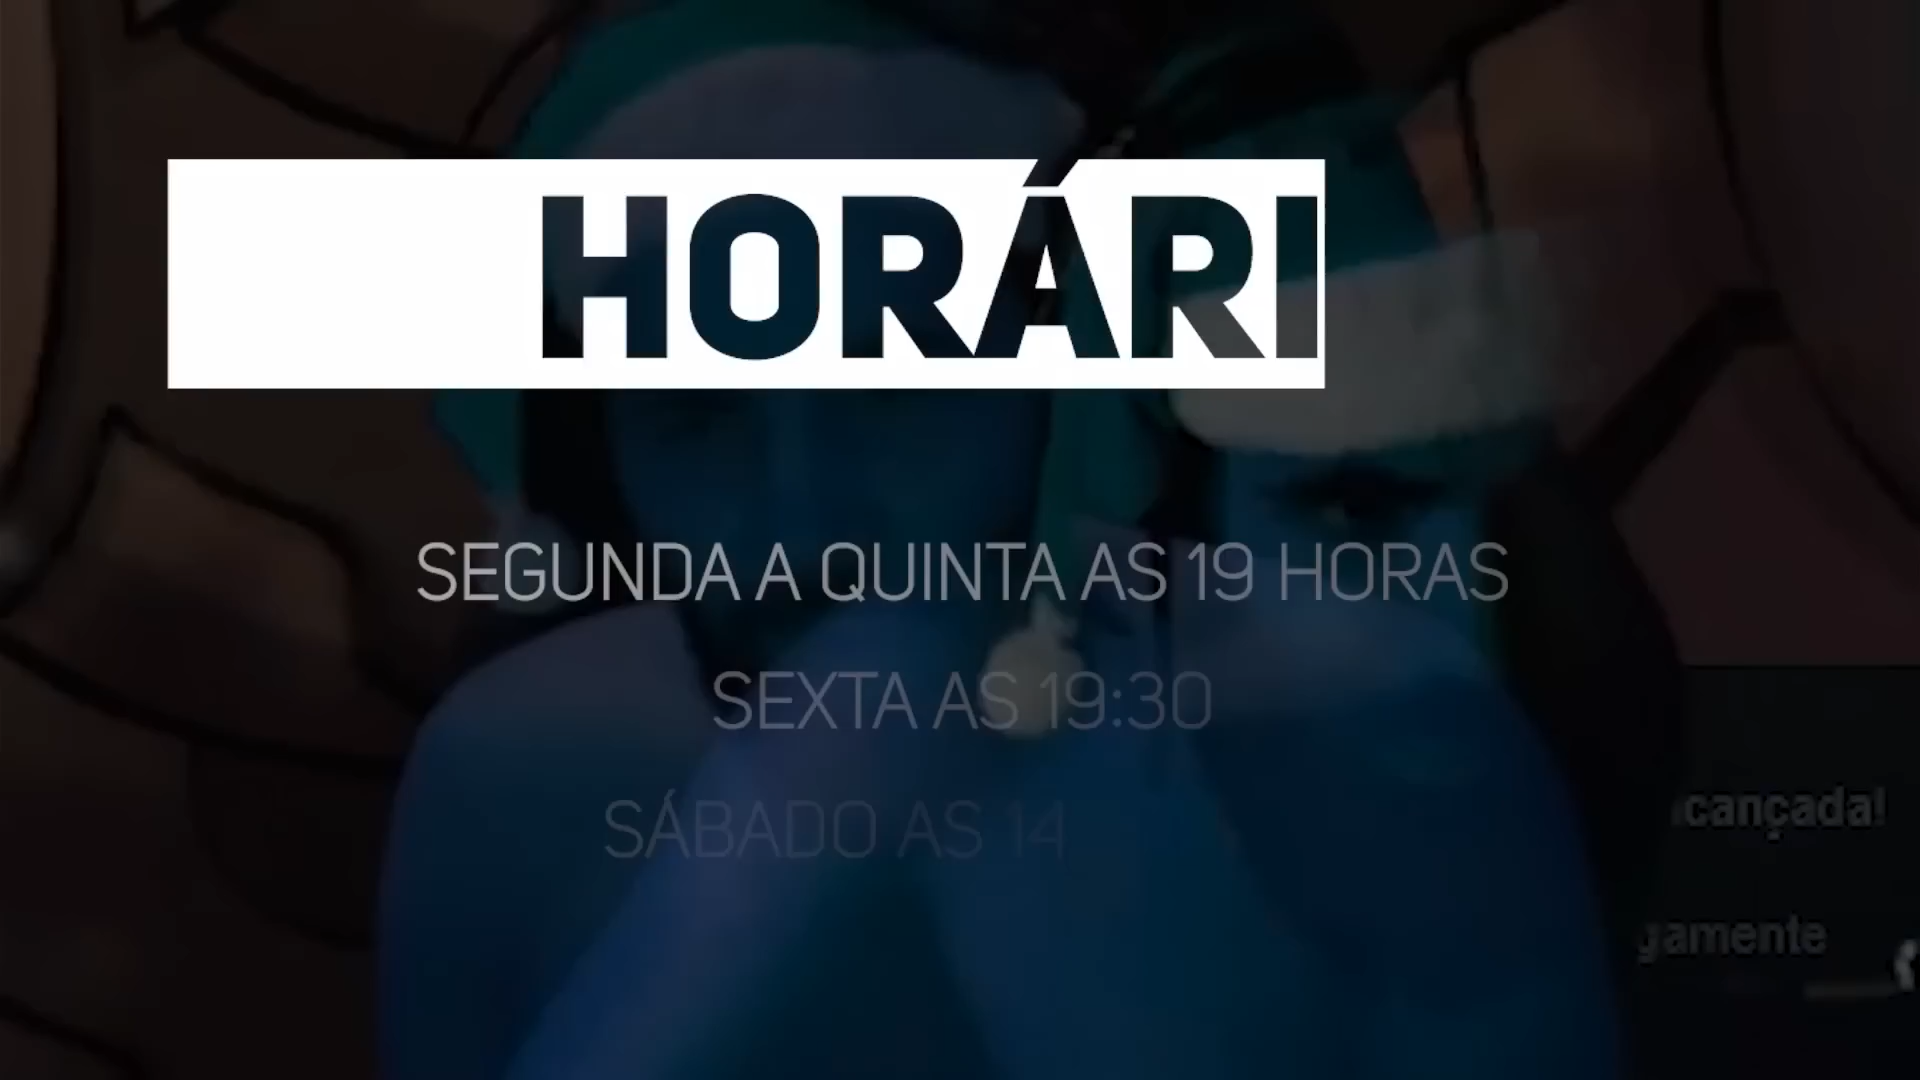 HORÁRI
SEGUNDA A QUINTA AS 19 HORAS
SEXTA AS 19:30
SÁBADO AS 14
cançada!
gamente